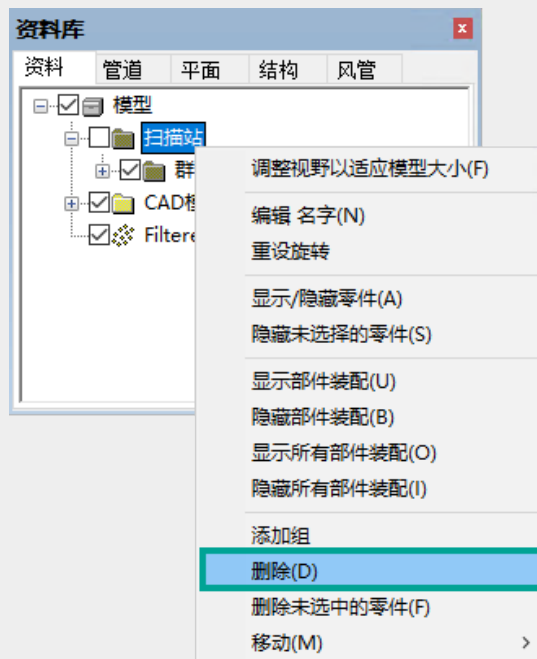 资料库
资料 管道 平面 结构 风管
模型
扫描站
群
CAD模
Filtere
调整视野以适应模型大小(F)
编辑 名字(N)
重设旋转
显示/隐藏零件(A)
隐藏未选择的零件(S)
显示部件装配(U)
隐藏部件装配(B)
显示所有部件装配(O)
隐藏所有部件装配(I)
添加组
删除(D)
删除未选中的零件(F)
移动(M)